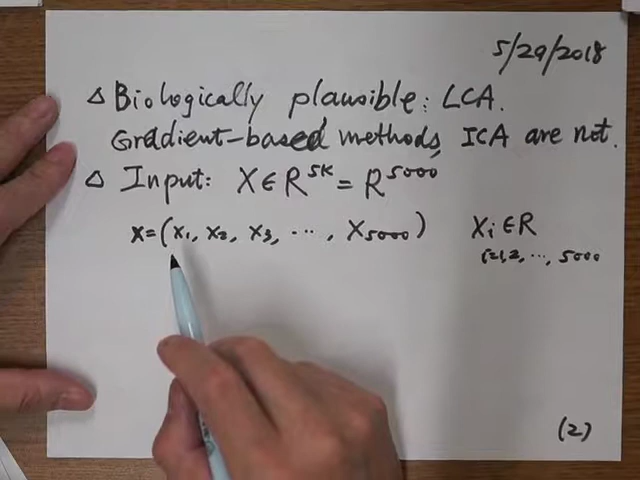 5/29/2018
△ Biologically plausible: LCA.
Gradient-based methods, ICA are not.
△ Input: X ∈ R^5K = R^5000
x = (x₁, x₂, x₃, ⋯, x₅₀₀₀) xᵢ ∈ R
i=1,2, ⋯, 5000
(2)